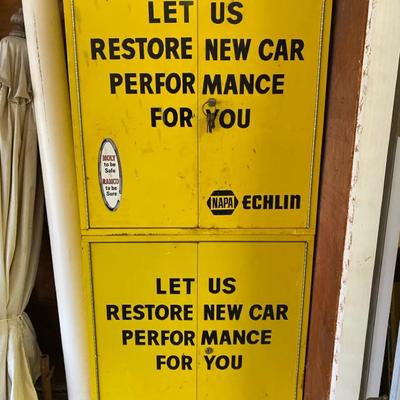 LET US
RESTORE NEW CAR
PERFORMANCE
FOR YOU
MOLY
to be
Safe
RAMCO
to be
Sure
NAPA ECHLIN
LET US
RESTORE NEW CAR
PERFORMANCE
FOR YOU